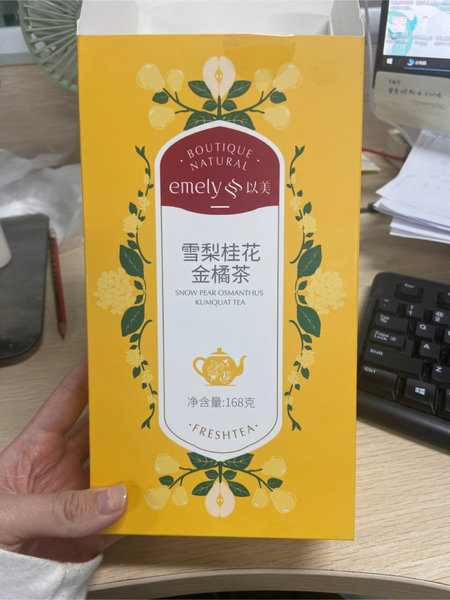 · BOUTIQUE ·
NATURAL
emely 以美
雪梨桂花
金橘茶
SNOW PEAR OSMANTHUS
KUMQUAT TEA
净含量:168克
· FRESHTEA ·